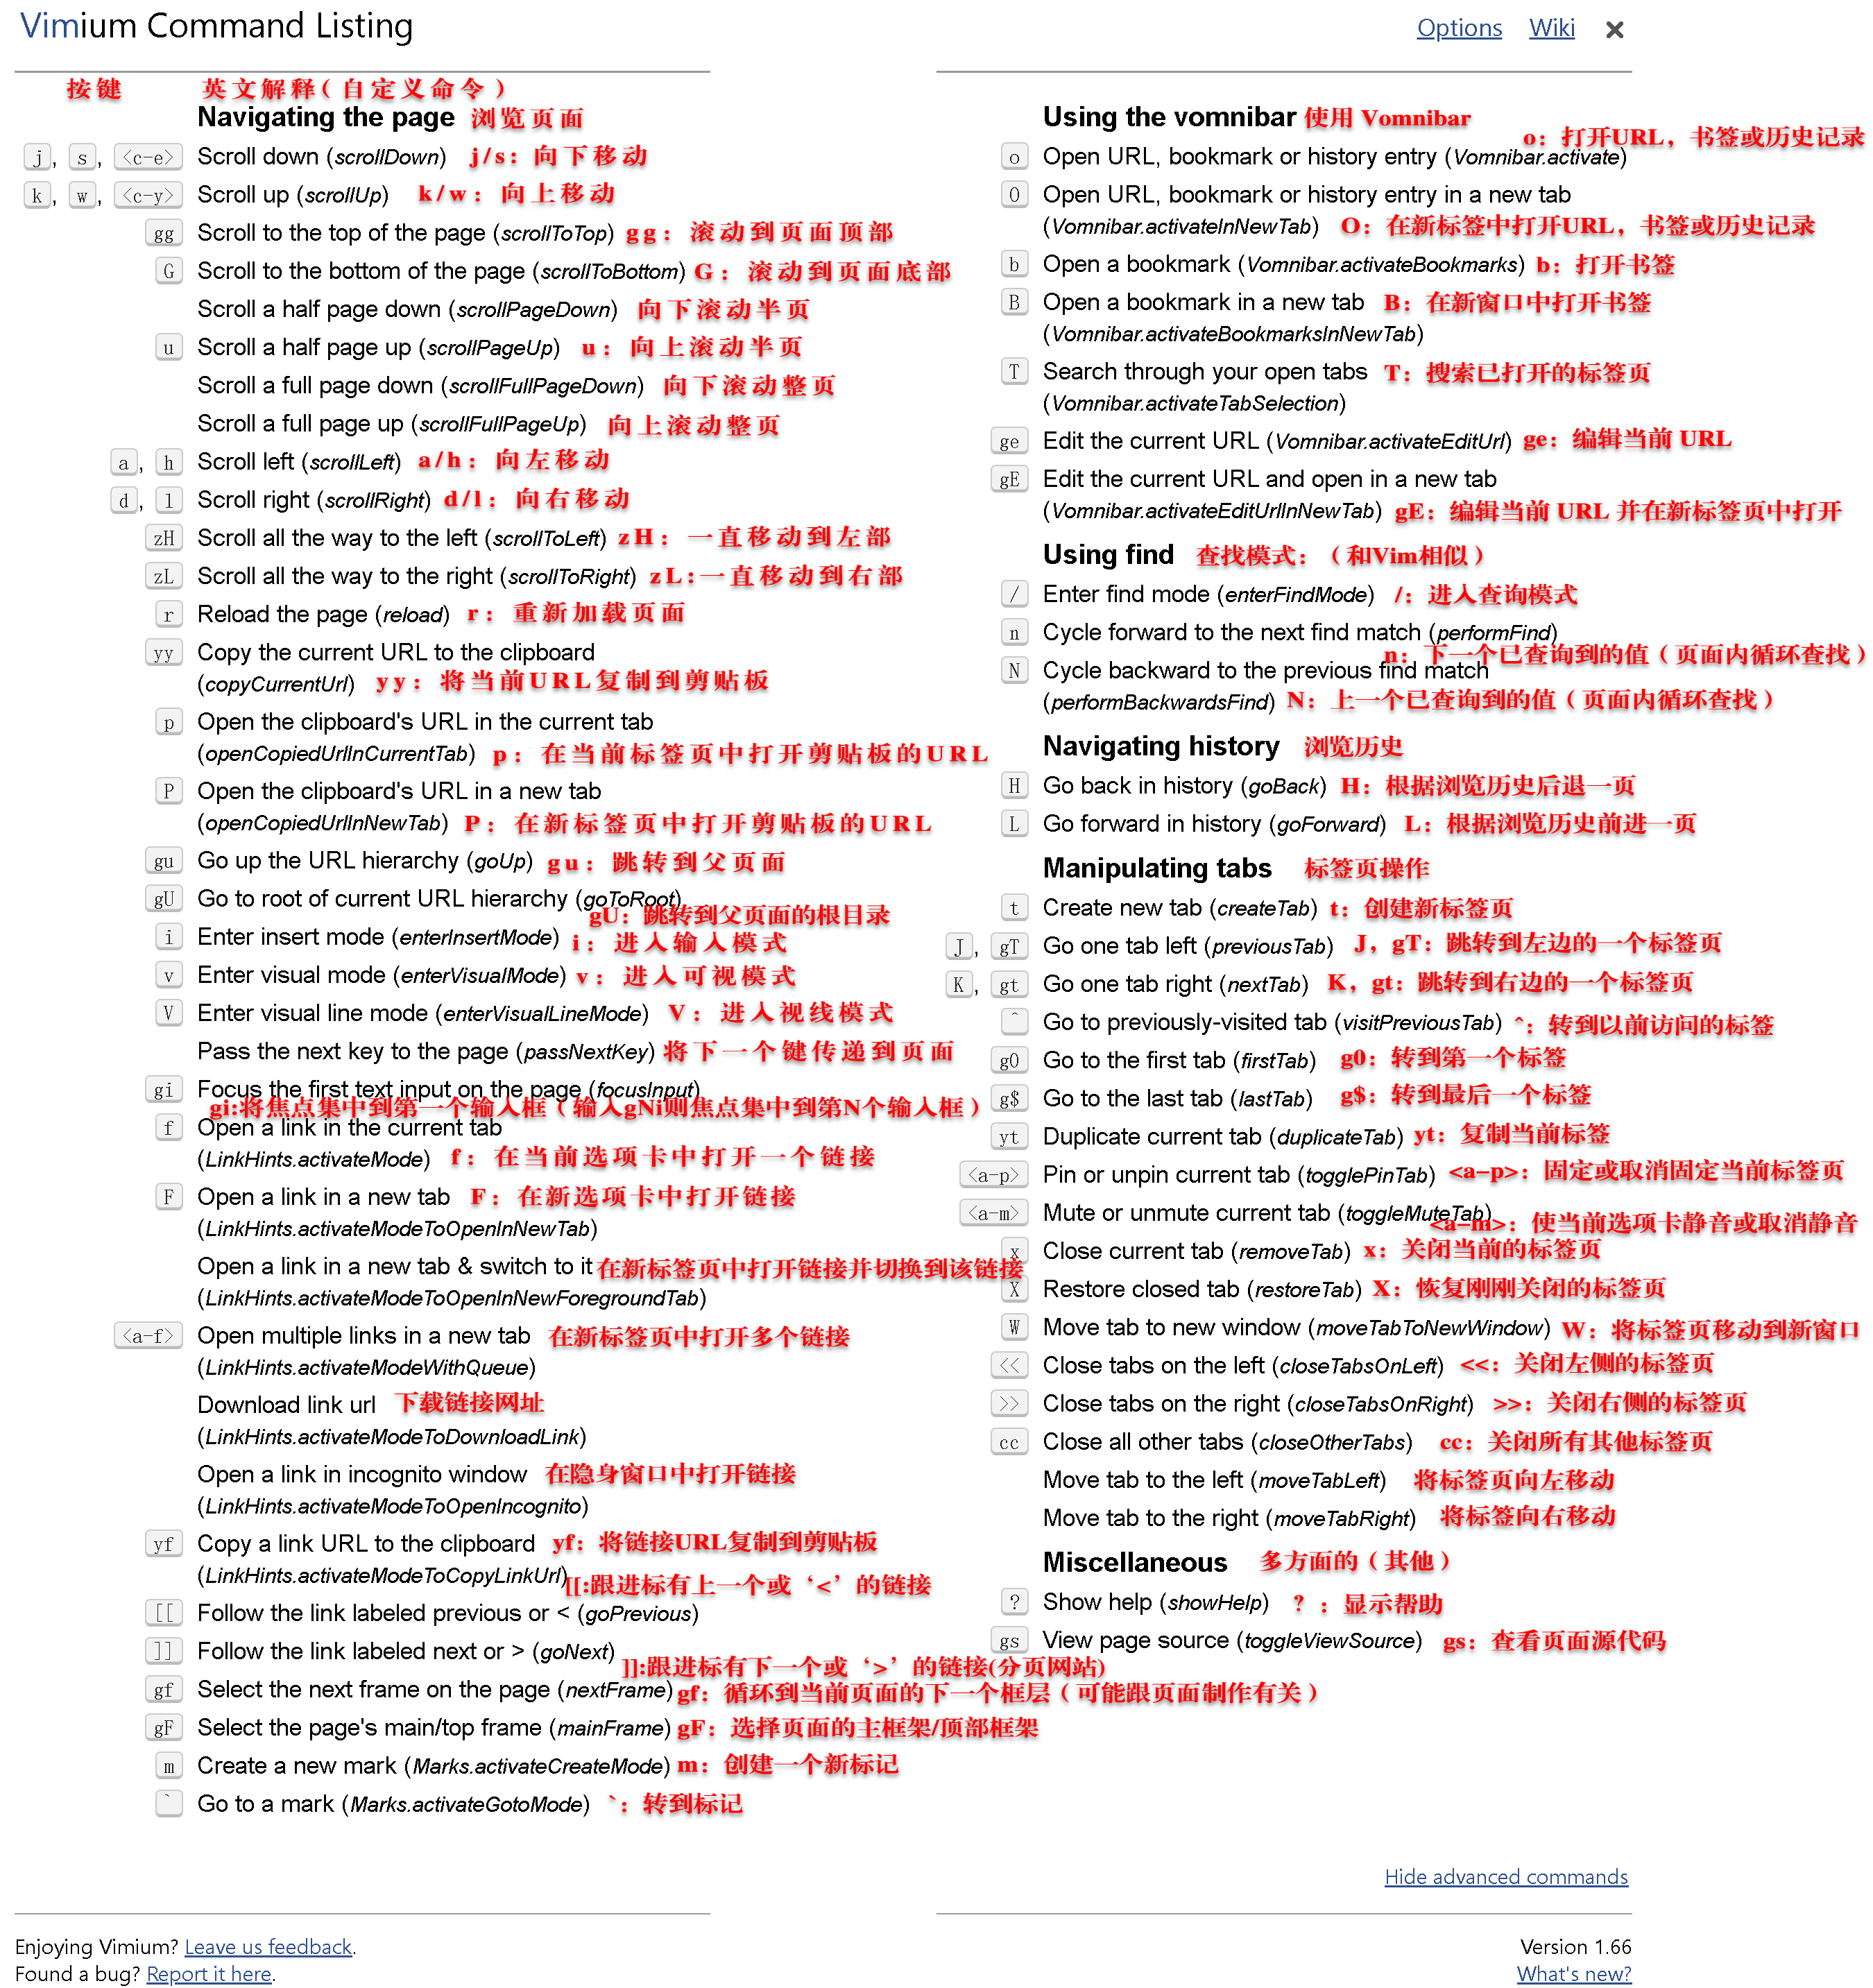 Vimium Command Listing
Options Wiki ×
按键 英文解释（自定义命令）
Navigating the page 浏览页面
j, s, <c-e> Scroll down (scrollDown) j/s：向下移动
k, w, <c-y> Scroll up (scrollUp) k/w：向上移动
gg Scroll to the top of the page (scrollToTop) gg：滚动到页面顶部
G Scroll to the bottom of the page (scrollToBottom) G：滚动到页面底部
Scroll a half page down (scrollPageDown) 向下滚动半页
u Scroll a half page up (scrollPageUp) u：向上滚动半页
Scroll a full page down (scrollFullPageDown) 向下滚动整页
Scroll a full page up (scrollFullPageUp) 向上滚动整页
a, h Scroll left (scrollLeft) a/h：向左移动
d, l Scroll right (scrollRight) d/l：向右移动
zH Scroll all the way to the left (scrollToLeft) zH：一直移动到左部
zL Scroll all the way to the right (scrollToRight) zL:一直移动到右部
r Reload the page (reload) r：重新加载页面
yy Copy the current URL to the clipboard
(copyCurrentUrl) yy：将当前URL复制到剪贴板
p Open the clipboard's URL in the current tab
(openCopiedUrlInCurrentTab) p：在当前标签页中打开剪贴板的URL
P Open the clipboard's URL in a new tab
(openCopiedUrlInNewTab) P：在新标签页中打开剪贴板的URL
gu Go up the URL hierarchy (goUp) gu：跳转到父页面
gU Go to root of current URL hierarchy (goToRoot)
gU：跳转到父页面的根目录
i Enter insert mode (enterInsertMode) i：进入输入模式
v Enter visual mode (enterVisualMode) v：进入可视模式
V Enter visual line mode (enterVisualLineMode) V：进入视线模式
Pass the next key to the page (passNextKey) 将下一个键传递到页面
gi Focus the first text input on the page (focusInput)
gi:将焦点集中到第一个输入框（输入gNi则焦点集中到第N个输入框）
f Open a link in the current tab
(LinkHints.activateMode) f：在当前选项卡中打开一个链接
F Open a link in a new tab F：在新选项卡中打开链接
(LinkHints.activateModeToOpenInNewTab)
Open a link in a new tab & switch to it 在新标签页中打开链接并切换到该链接
(LinkHints.activateModeToOpenInNewForegroundTab)
<a-f> Open multiple links in a new tab 在新标签页中打开多个链接
(LinkHints.activateModeWithQueue)
Download link url 下载链接网址
(LinkHints.activateModeToDownloadLink)
Open a link in incognito window 在隐身窗口中打开链接
(LinkHints.activateModeToOpenIncognito)
yf Copy a link URL to the clipboard yf：将链接URL复制到剪贴板
(LinkHints.activateModeToCopyLinkUrl)
[[:跟进标有上一个或‘<’的链接
[[ Follow the link labeled previous or < (goPrevious)
]] Follow the link labeled next or > (goNext)
]]:跟进标有下一个或‘>’的链接(分页网站)
gf Select the next frame on the page (nextFrame) gf：循环到当前页面的下一个框层（可能跟页面制作有关）
gF Select the page's main/top frame (mainFrame) gF：选择页面的主框架/顶部框架
m Create a new mark (Marks.activateCreateMode) m：创建一个新标记
` Go to a mark (Marks.activateGotoMode) `：转到标记
Using the vomnibar 使用 Vomnibar
o：打开URL，书签或历史记录
o Open URL, bookmark or history entry (Vomnibar.activate)
O Open URL, bookmark or history entry in a new tab
(Vomnibar.activateInNewTab) O：在新标签中打开URL，书签或历史记录
b Open a bookmark (Vomnibar.activateBookmarks) b：打开书签
B Open a bookmark in a new tab B：在新窗口中打开书签
(Vomnibar.activateBookmarksInNewTab)
T Search through your open tabs T：搜索已打开的标签页
(Vomnibar.activateTabSelection)
ge Edit the current URL (Vomnibar.activateEditUrl) ge：编辑当前 URL
gE Edit the current URL and open in a new tab
(Vomnibar.activateEditUrlInNewTab) gE：编辑当前 URL 并在新标签页中打开
Using find 查找模式：（和Vim相似）
/ Enter find mode (enterFindMode) /：进入查询模式
n Cycle forward to the next find match (performFind)
n：下一个已查询到的值（页面内循环查找）
N Cycle backward to the previous find match
(performBackwardsFind) N：上一个已查询到的值（页面内循环查找）
Navigating history 浏览历史
H Go back in history (goBack) H：根据浏览历史后退一页
L Go forward in history (goForward) L：根据浏览历史前进一页
Manipulating tabs 标签页操作
t Create new tab (createTab) t：创建新标签页
J, gT Go one tab left (previousTab) J，gT：跳转到左边的一个标签页
K, gt Go one tab right (nextTab) K，gt：跳转到右边的一个标签页
^ Go to previously-visited tab (visitPreviousTab) ^：转到以前访问的标签
g0 Go to the first tab (firstTab) g0：转到第一个标签
g$ Go to the last tab (lastTab) g$：转到最后一个标签
yt Duplicate current tab (duplicateTab) yt：复制当前标签
<a-p> Pin or unpin current tab (togglePinTab) <a-p>：固定或取消固定当前标签页
<a-m> Mute or unmute current tab (toggleMuteTab)
<a-m>：使当前选项卡静音或取消静音
x Close current tab (removeTab) x：关闭当前的标签页
X Restore closed tab (restoreTab) X：恢复刚刚关闭的标签页
W Move tab to new window (moveTabToNewWindow) W：将标签页移动到新窗口
<< Close tabs on the left (closeTabsOnLeft) <<：关闭左侧的标签页
>> Close tabs on the right (closeTabsOnRight) >>：关闭右侧的标签页
cc Close all other tabs (closeOtherTabs) cc：关闭所有其他标签页
Move tab to the left (moveTabLeft) 将标签页向左移动
Move tab to the right (moveTabRight) 将标签向右移动
Miscellaneous 多方面的（其他）
? Show help (showHelp) ？：显示帮助
gs View page source (toggleViewSource) gs：查看页面源代码
Hide advanced commands
Enjoying Vimium? Leave us feedback.
Found a bug? Report it here.
Version 1.66
What's new?